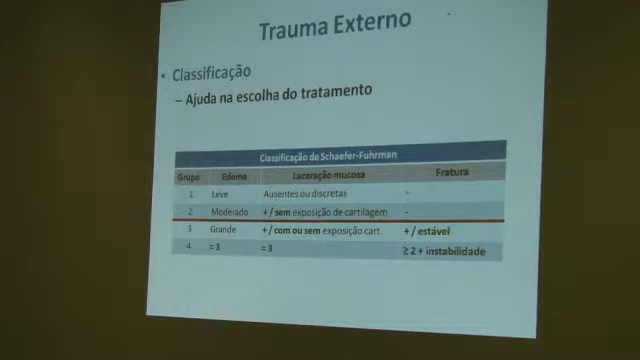 Trauma Externo
• Classificação
– Ajuda na escolha do tratamento
Classificação de Schaefer-Fuhrman
Grupo Edema Laceração mucosa Fratura
1 Leve Ausentes ou discretas -
2 Moderado + / sem exposição de cartilagem -
3 Grande + / com ou sem exposição cart. + / estável
4 = 3 = 3 ≥ 2 + instabilidade